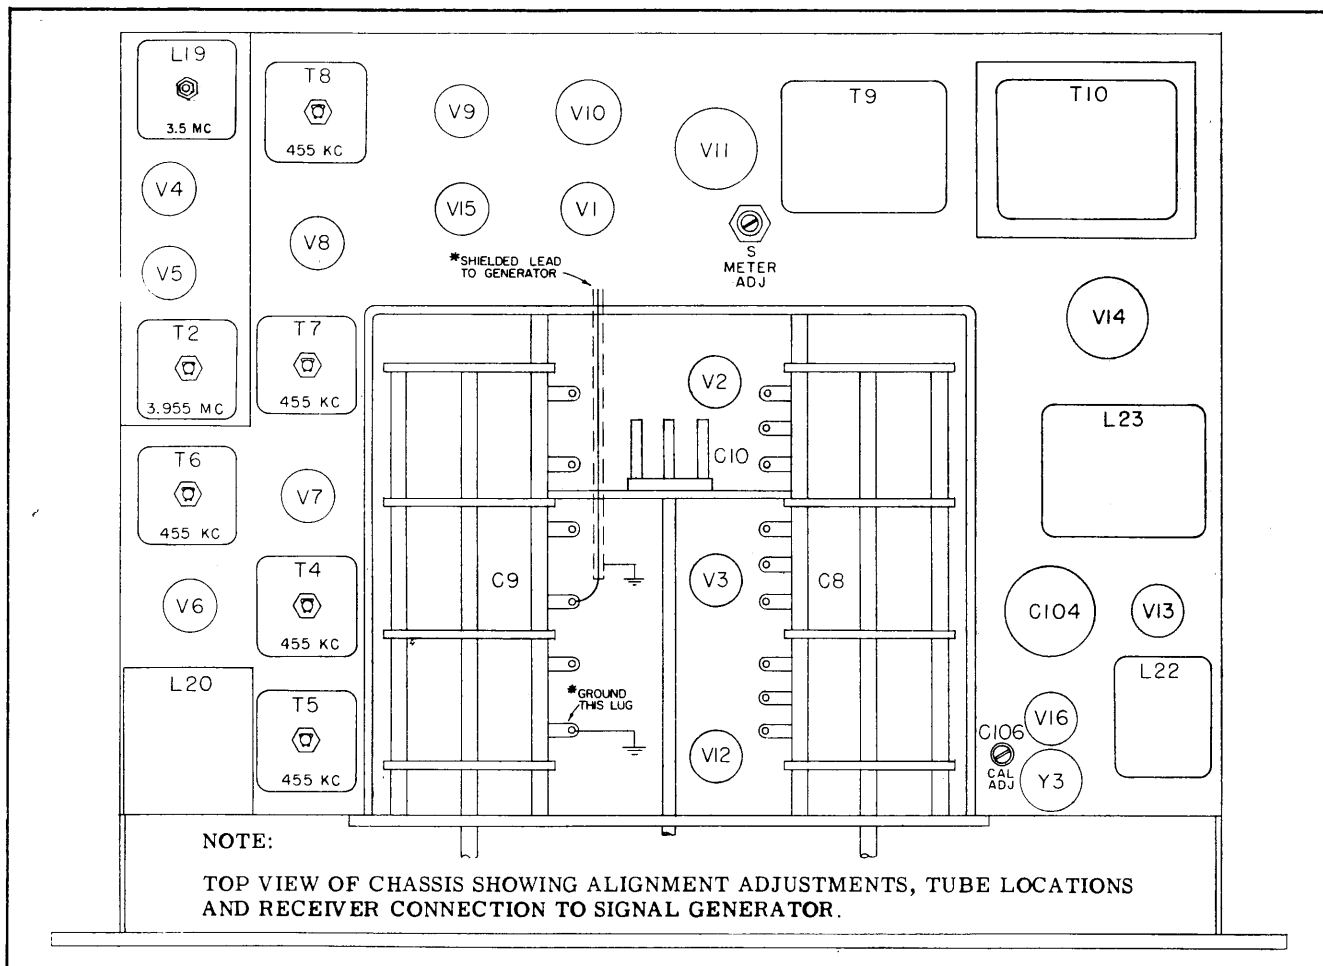 L19
3.5 MC
T8
455 KC
V9
V10
V11
T9
T10
V4
V15
V1
V8
V5
*SHIELDED LEAD
TO GENERATOR
S
METER
ADJ
V14
T2
3.955 MC
T7
455 KC
V2
C10
L23
T6
455 KC
V7
C9
V3
C8
V6
T4
455 KC
C104
V13
L20
T5
455 KC
*GROUND
THIS LUG
V12
L22
V16
C106
CAL
ADJ
Y3
NOTE:
TOP VIEW OF CHASSIS SHOWING ALIGNMENT ADJUSTMENTS, TUBE LOCATIONS
AND RECEIVER CONNECTION TO SIGNAL GENERATOR.